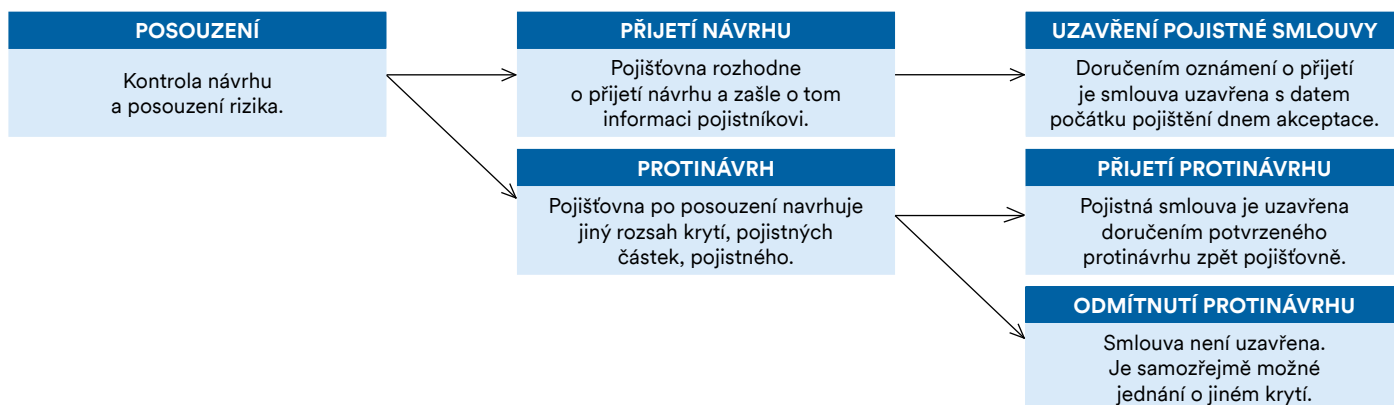 POSOUZENÍ
Kontrola návrhu
a posouzení rizika.
PŘIJETÍ NÁVRHU
Pojišťovna rozhodne
o přijetí návrhu a zašle o tom
informaci pojistníkovi.
UZAVŘENÍ POJISTNÉ SMLOUVY
Doručením oznámení o přijetí
je smlouva uzavřena s datem
počátku pojištění dnem akceptace.
PROTINÁVRH
Pojišťovna po posouzení navrhuje
jiný rozsah krytí, pojistných
částek, pojistného.
PŘIJETÍ PROTINÁVRHU
Pojistná smlouva je uzavřena
doručením potvrzeného
protinávrhu zpět pojišťovně.
ODMÍTNUTÍ PROTINÁVRHU
Smlouva není uzavřena.
Je samozřejmě možné
jednání o jiném krytí.